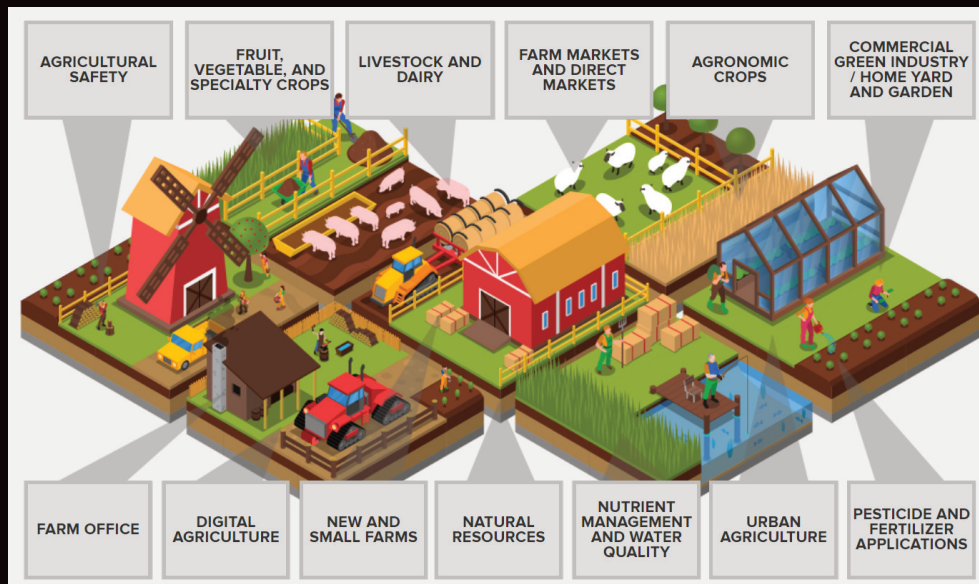 AGRICULTURAL
SAFETY
FRUIT,
VEGETABLE, AND
SPECIALTY CROPS
LIVESTOCK AND
DAIRY
FARM MARKETS
AND DIRECT
MARKETS
AGRONOMIC
CROPS
COMMERCIAL
GREEN INDUSTRY
/ HOME YARD
AND GARDEN
FARM OFFICE
DIGITAL
AGRICULTURE
NEW AND
SMALL FARMS
NATURAL
RESOURCES
NUTRIENT
MANAGEMENT
AND WATER
QUALITY
URBAN
AGRICULTURE
PESTICIDE AND
FERTILIZER
APPLICATIONS